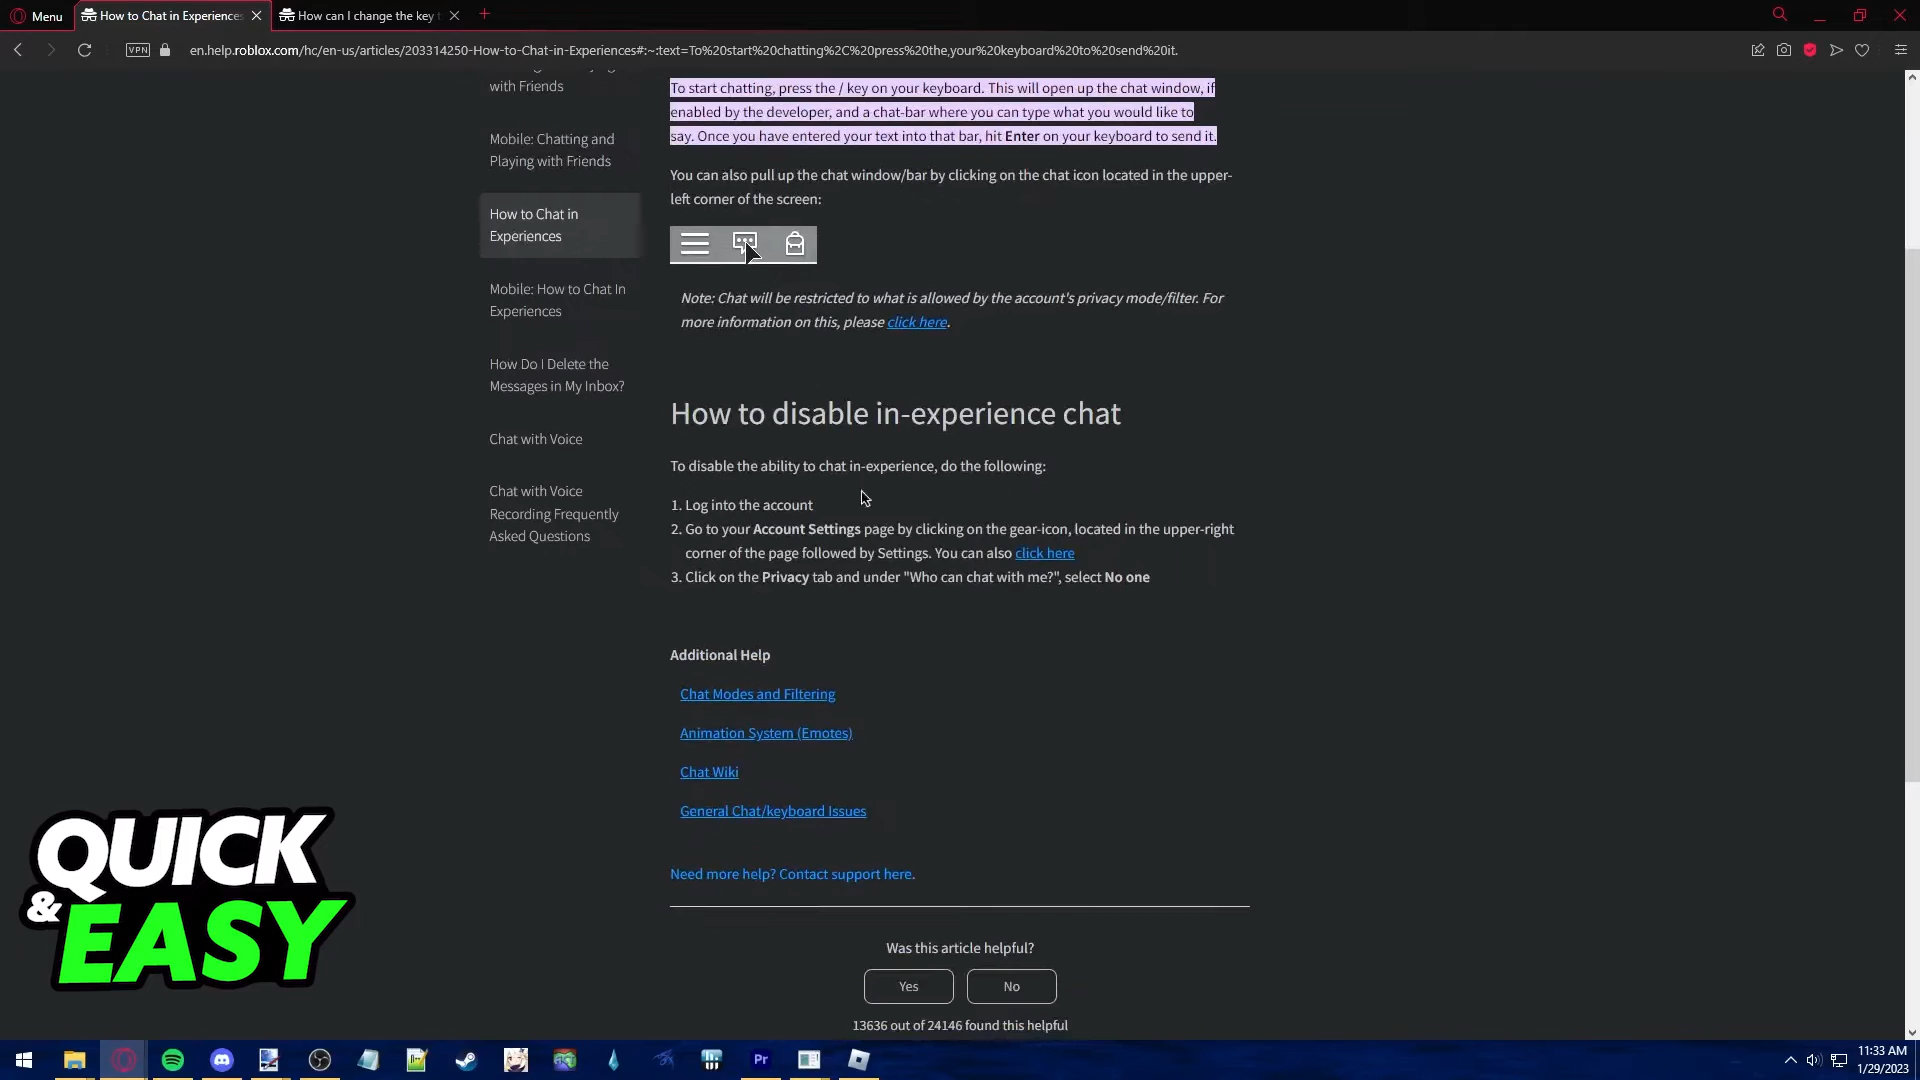 Menu
How to Chat in Experiences
How can I change the key t
VPN
en.help.roblox.com/hc/en-us/articles/203314250-How-to-Chat-in-Experiences#:~:text=To%20start%20chatting%2C%20press%20the,your%20keyboard%20to%20send%20it.
with Friends
Mobile: Chatting and
Playing with Friends
How to Chat in
Experiences
Mobile: How to Chat In
Experiences
How Do I Delete the
Messages in My Inbox?
Chat with Voice
Chat with Voice
Recording Frequently
Asked Questions
To start chatting, press the / key on your keyboard. This will open up the chat window, if
enabled by the developer, and a chat-bar where you can type what you would like to
say. Once you have entered your text into that bar, hit Enter on your keyboard to send it.
You can also pull up the chat window/bar by clicking on the chat icon located in the upper-
left corner of the screen:
Note: Chat will be restricted to what is allowed by the account's privacy mode/filter. For
more information on this, please click here.
How to disable in-experience chat
To disable the ability to chat in-experience, do the following:
1. Log into the account
2. Go to your Account Settings page by clicking on the gear-icon, located in the upper-right
corner of the page followed by Settings. You can also click here
3. Click on the Privacy tab and under "Who can chat with me?", select No one
Additional Help
Chat Modes and Filtering
Animation System (Emotes)
Chat Wiki
General Chat/keyboard Issues
Need more help? Contact support here.
Was this article helpful?
Yes
No
13636 out of 24146 found this helpful
QUICK
& EASY
Pr
11:33 AM
1/29/2023